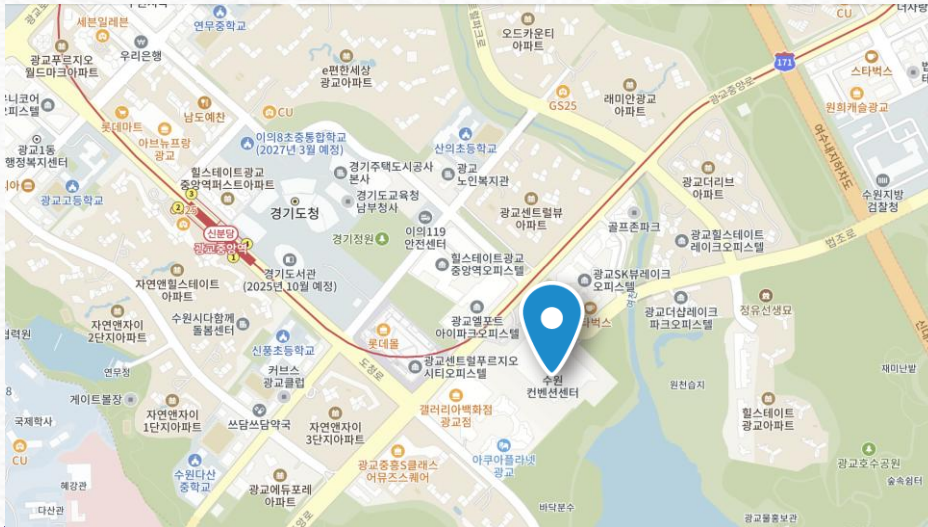 세븐일레븐
연무중학교
CU
우리은행
광교푸르지오
월드마크아파트
오드카운티
아파트
e편한세상
광교아파트
171
스타벅스
광교중앙로
GS25
래미안광교
아파트
원희캐슬광교
롯데마트
남도예찬
CU
아브뉴프랑
광교
이의8초중통합학교
(2027년 3월 예정)
산의초등학교
여수내지하차도
광교1동
행정복지센터
힐스테이트광교
중앙역퍼스트아파트
경기주택도시공사
본사
광교
노인복지관
광교고등학교
경기도청
경기도교육청
남부청사
광교더리브
아파트
수원지방
검찰청
3
2
신분당
광교중앙역
1
경기정원
이의119
안전센터
광교센트럴뷰
아파트
골프존파크
광교힐스테이트
레이크오피스텔
법조로
경기도서관
(2025년 10월 예정)
힐스테이트광교
중앙역오피스텔
광교SK뷰레이크
오피스텔
자연앤힐스테이트
아파트
광교엘포트
아이파크오피스텔
광교더샵레이크
파크오피스텔
정유선생묘
자연앤자이
2단지아파트
수원시다함께
돌봄센터
롯데몰
신풍초등학교
도청로
광교센트럴푸르지오
시티오피스텔
수원
컨벤션센터
연무정
커브스
광교클럽
원천습지
재미난밭
게이트볼장
자연앤자이
1단지아파트
쓰담쓰담약국
자연앤자이
3단지아파트
갤러리아백화점
광교점
힐스테이트
광교아파트
국제학사
CU
수원다산
중학교
광교중흥S클래스
어뮤즈스퀘어
아쿠아플라넷
광교
광교호수공원
숲속쉼터
혜강관
광교에듀포레
아파트
다산관
바닥분수
광교물홍보관